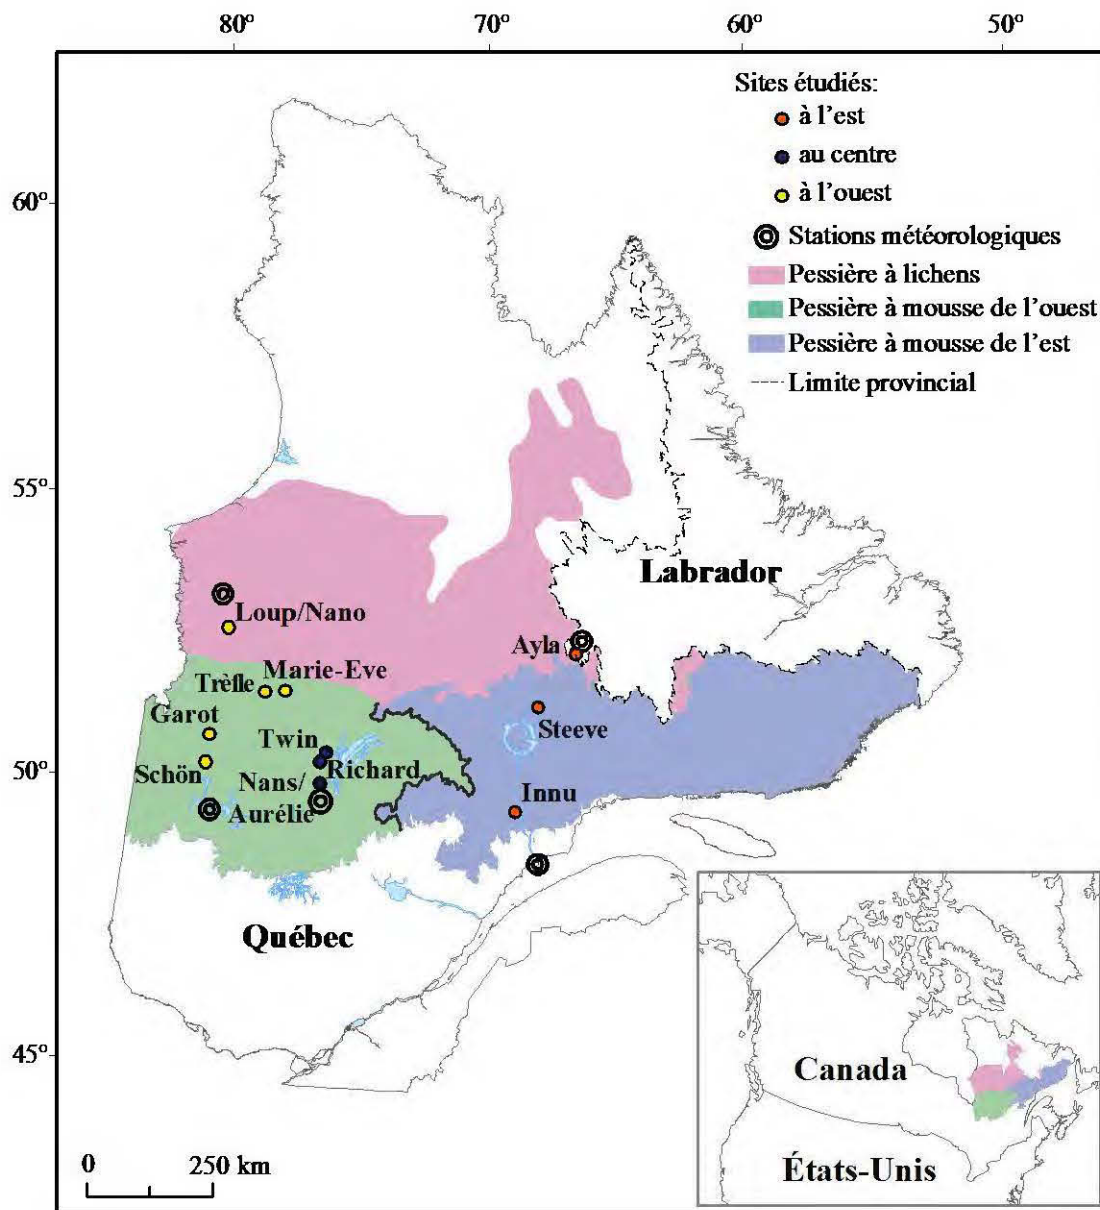 80° 70° 60° 50°
Sites étudiés:
à l'est
au centre
à l'ouest
Stations météorologiques
Pessière à lichens
Pessière à mousse de l'ouest
Pessière à mousse de l'est
Limite provincial
60°
55°
50°
45°
Labrador
Loup/Nano
Ayla
Marie-Eve
Trèfle
Garot
Steeve
Twin
Schön
Richard
Nans/
Aurélie
Innu
Québec
Canada
États-Unis
0 250 km